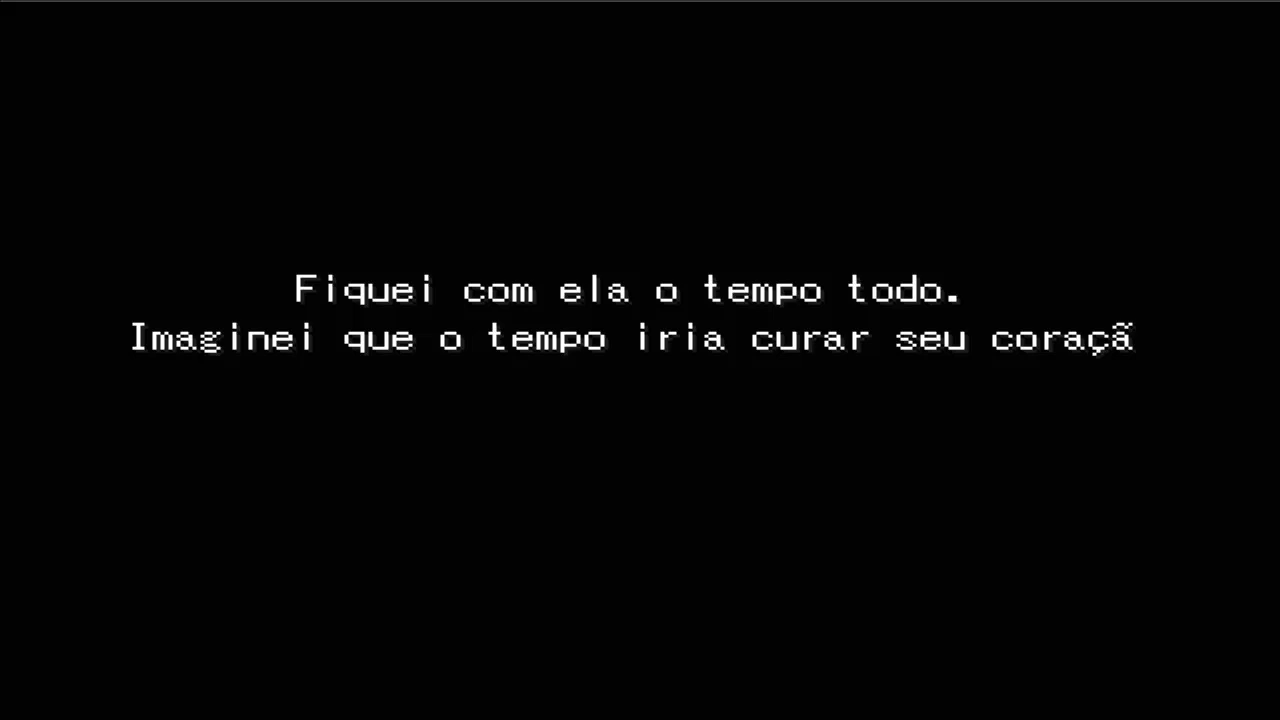 Fiquei com ela o tempo todo.
Imaginei que o tempo iria curar seu coraçã